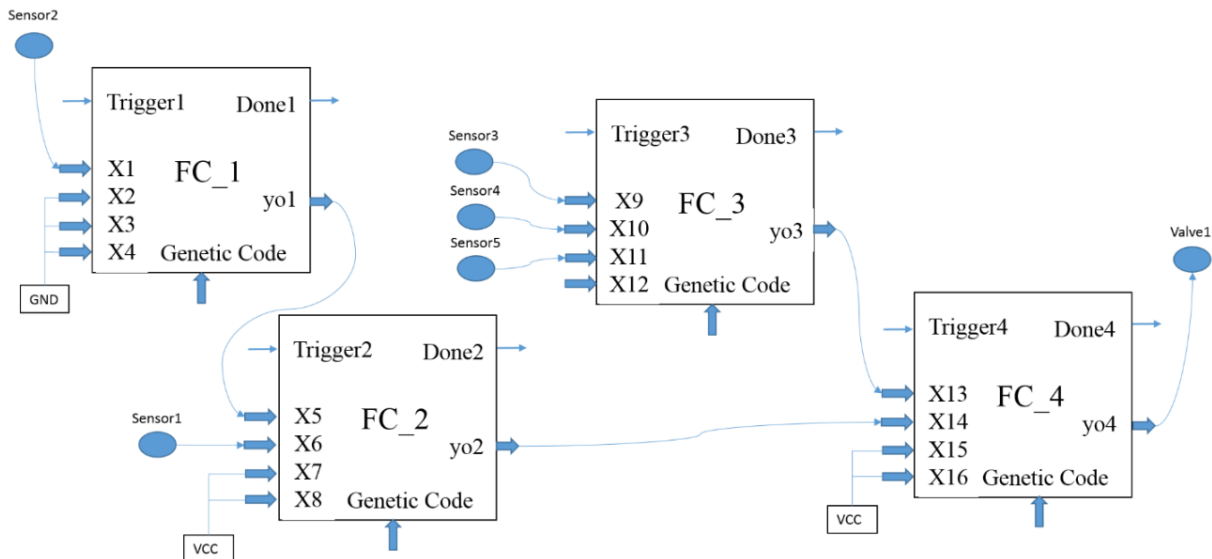 Sensor2
Trigger1 Done1
X1
FC_1
X2
X3
yo1
X4
Genetic Code
GND
Trigger2 Done2
Sensor1
X5
FC_2
X6
yo2
X7
X8
Genetic Code
VCC
Sensor3
Sensor4
Sensor5
Trigger3 Done3
X9
FC_3
X10
yo3
X11
X12
Genetic Code
Valve1
Trigger4 Done4
X13
FC_4
X14
yo4
X15
X16
Genetic Code
VCC